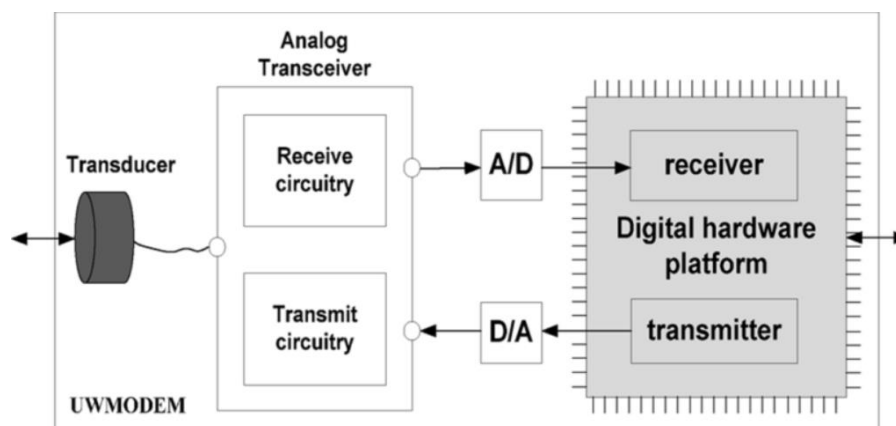 Analog
Transceiver
Transducer
Receive
circuitry
A/D
receiver
Digital hardware
platform
Transmit
circuitry
D/A
transmitter
UWMODEM